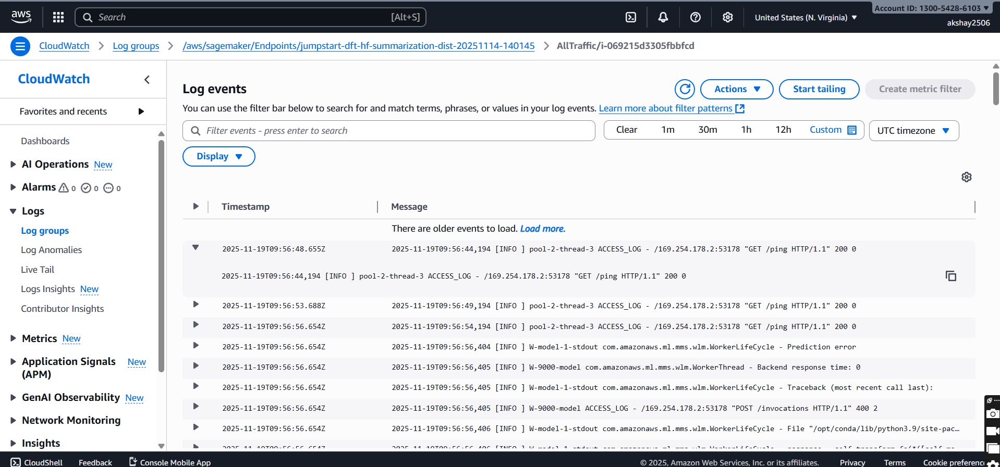 aws
Search [Alt+S]
United States (N. Virginia)
Account ID: 1300-5428-6103
akshay2506
CloudWatch
Log groups
/aws/sagemaker/Endpoints/jumpstart-dft-hf-summarization-dist-20251114-140145
AllTraffic/i-069215d3305fbbfcd
CloudWatch
Favorites and recents
Dashboards
AI Operations New
Alarms 0 0 0
Logs
Log groups
Log Anomalies
Live Tail
Logs Insights New
Contributor Insights
Metrics New
Application Signals New
(APM)
GenAI Observability New
Network Monitoring
Insights
Log events
Actions
Start tailing
Create metric filter
You can use the filter bar below to search for and match terms, phrases, or values in your log events. Learn more about filter patterns
Filter events - press enter to search
Clear 1m 30m 1h 12h Custom
UTC timezone
Display
Timestamp Message
There are older events to load. Load more.
2025-11-19T09:56:48.655Z 2025-11-19T09:56:44,194 [INFO ] pool-2-thread-3 ACCESS_LOG - /169.254.178.2:53178 "GET /ping HTTP/1.1" 200 0
2025-11-19T09:56:44,194 [INFO ] pool-2-thread-3 ACCESS_LOG - /169.254.178.2:53178 "GET /ping HTTP/1.1" 200 0
2025-11-19T09:56:53.688Z 2025-11-19T09:56:49,194 [INFO ] pool-2-thread-3 ACCESS_LOG - /169.254.178.2:53178 "GET /ping HTTP/1.1" 200 0
2025-11-19T09:56:56.654Z 2025-11-19T09:56:54,194 [INFO ] pool-2-thread-3 ACCESS_LOG - /169.254.178.2:53178 "GET /ping HTTP/1.1" 200 0
2025-11-19T09:56:56.654Z 2025-11-19T09:56:56,404 [INFO ] W-model-1-stdout com.amazonaws.ml.mms.wlm.WorkerLifeCycle - Prediction error
2025-11-19T09:56:56.654Z 2025-11-19T09:56:56,405 [INFO ] W-9000-model com.amazonaws.ml.mms.wlm.WorkerThread - Backend response time: 0
2025-11-19T09:56:56.654Z 2025-11-19T09:56:56,405 [INFO ] W-model-1-stdout com.amazonaws.ml.mms.wlm.WorkerLifeCycle - Traceback (most recent call last):
2025-11-19T09:56:56.654Z 2025-11-19T09:56:56,405 [INFO ] W-9000-model ACCESS_LOG - /169.254.178.2:53178 "POST /invocations HTTP/1.1" 400 2
2025-11-19T09:56:56.654Z 2025-11-19T09:56:56,406 [INFO ] W-model-1-stdout com.amazonaws.ml.mms.wlm.WorkerLifeCycle - File "/opt/conda/lib/python3.9/site-pac…
CloudShell Feedback Console Mobile App
© 2025, Amazon Web Services, Inc. or its affiliates. Privacy Terms Cookie preferenc